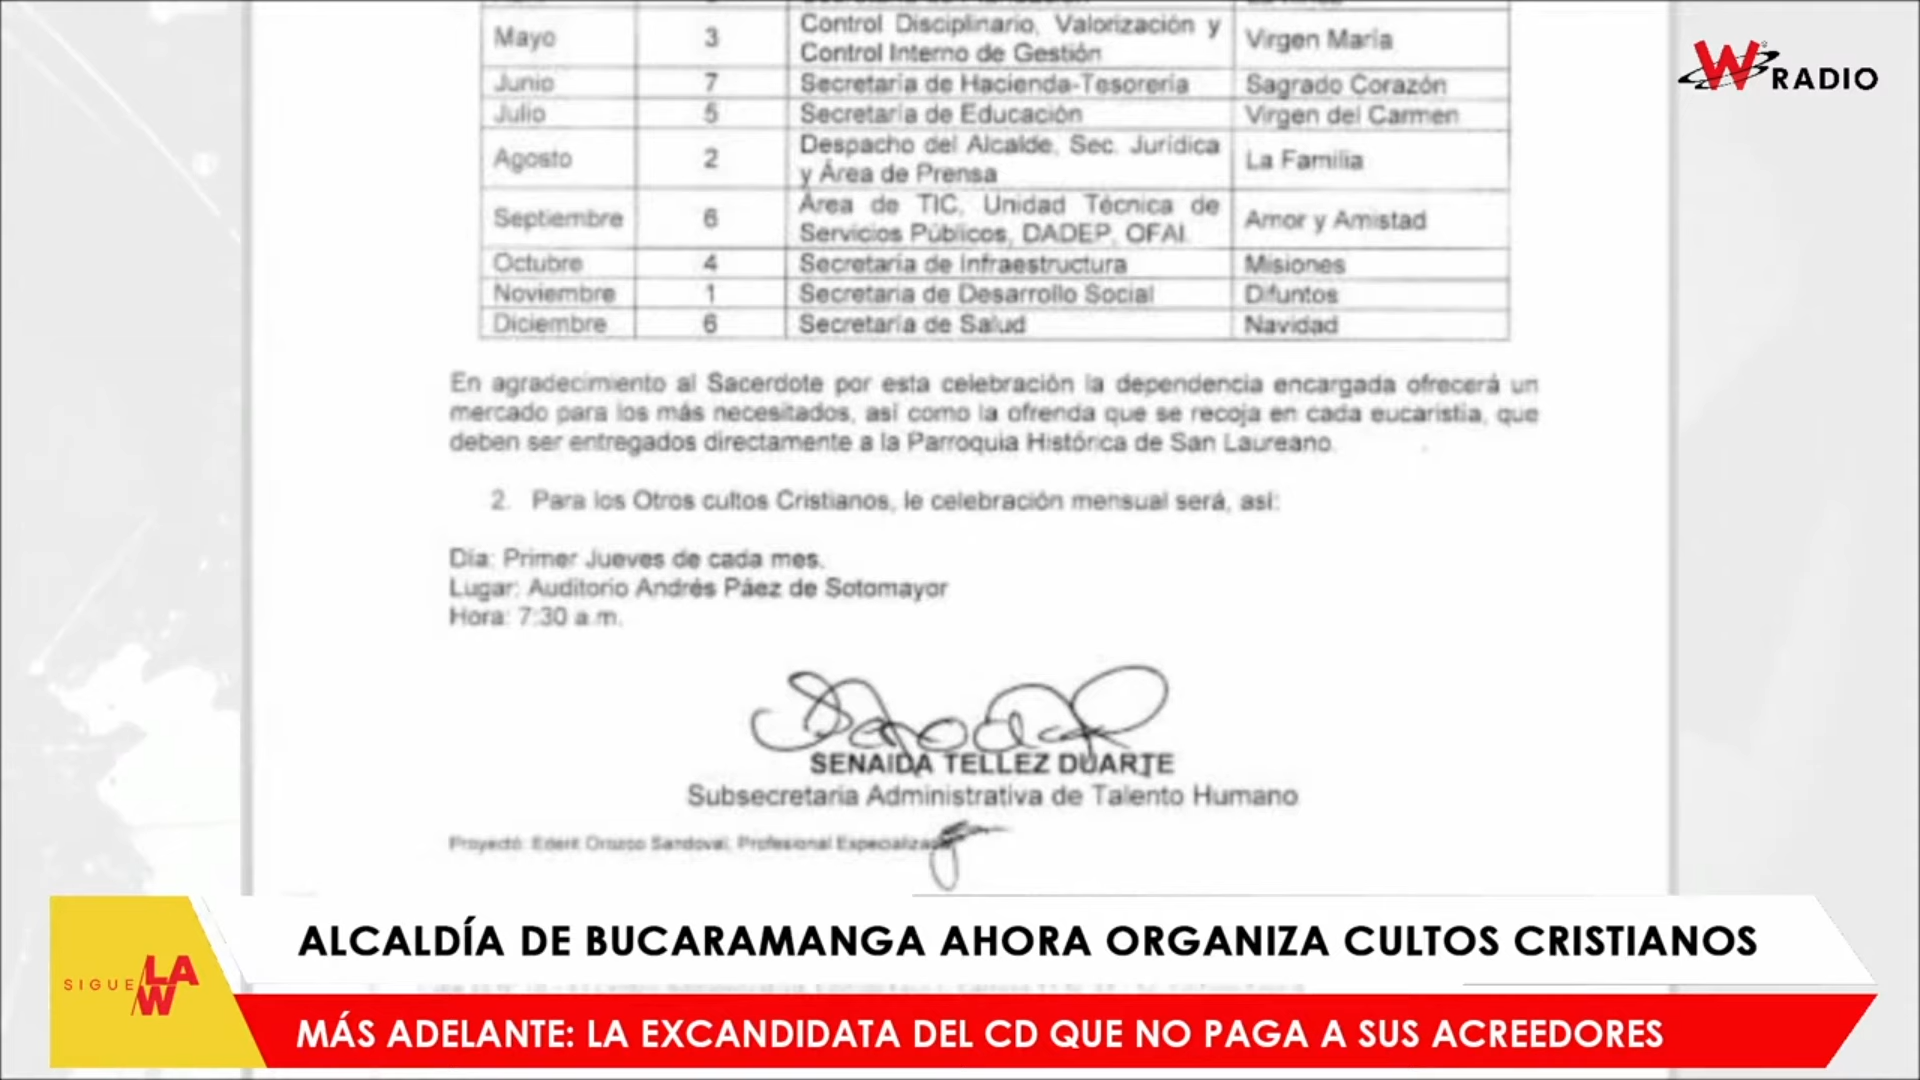 Mayo 3 Control Disciplinario, Valorización y
Control Interno de Gestión Virgen María
Junio 7 Secretaría de Hacienda-Tesorería Sagrado Corazón
Julio 5 Secretaría de Educación Virgen del Carmen
Agosto 2 Despacho del Alcalde, Sec. Jurídica
y Área de Prensa La Familia
Septiembre 6 Área de TIC, Unidad Técnica de
Servicios Públicos, DADEP, OFAI. Amor y Amistad
Octubre 4 Secretaría de Infraestructura Misiones
Noviembre 1 Secretaría de Desarrollo Social Difuntos
Diciembre 6 Secretaría de Salud Navidad
En agradecimiento al Sacerdote por esta celebración la dependencia encargada ofrecerá un
mercado para los más necesitados, así como la ofrenda que se recoja en cada eucaristia, que
deben ser entregados directamente a la Parroquia Histórica de San Laureano.
2. Para los Otros cultos Cristianos, le celebración mensual será, así:
Día: Primer Jueves de cada mes.
Lugar: Auditorio Andrés Páez de Sotomayor
Hora: 7:30 a.m.
SENAIDA TELLEZ DUARTE
Subsecretaria Administrativa de Talento Humano
Proyectó: Ederit Orozco Sandoval, Profesional
W RADIO
ALCALDÍA DE BUCARAMANGA AHORA ORGANIZA CULTOS CRISTIANOS
SIGUE LA W
MÁS ADELANTE: LA EXCANDIDATA DEL CD QUE NO PAGA A SUS ACREEDORES